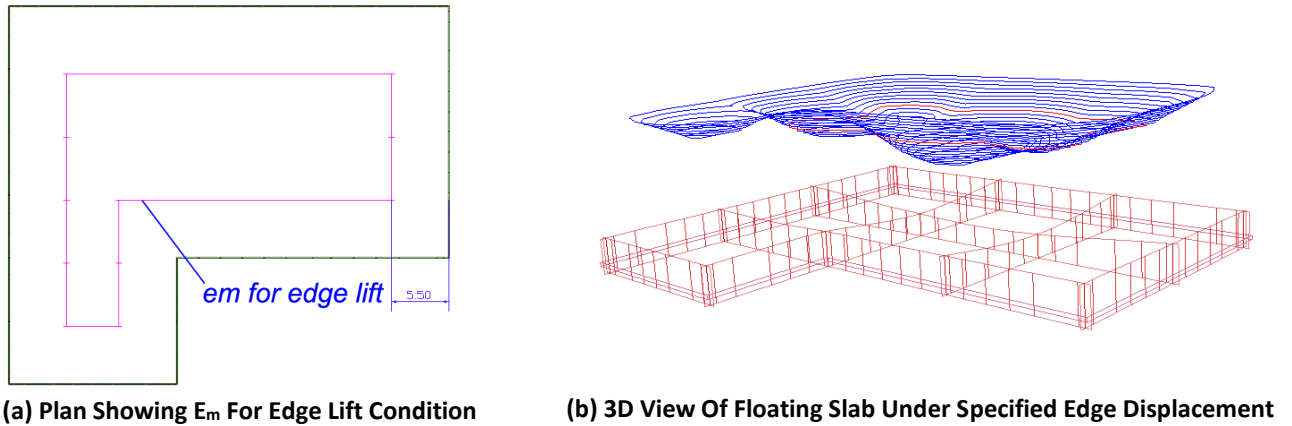 em for edge lift
5.50
(a) Plan Showing Em For Edge Lift Condition
(b) 3D View Of Floating Slab Under Specified Edge Displacement